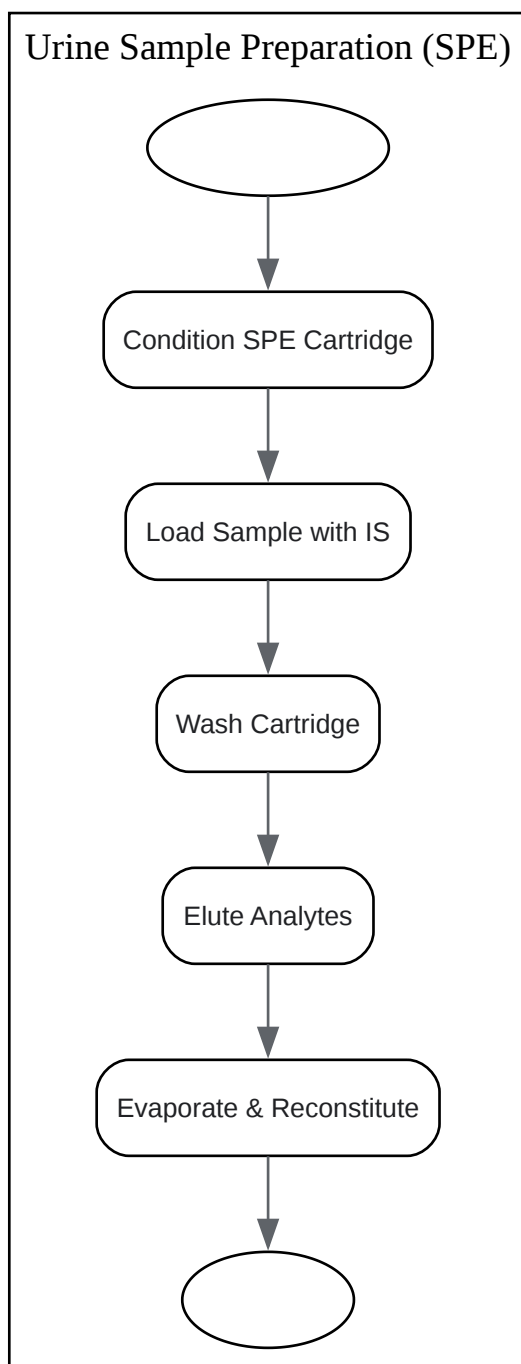 Urine Sample Preparation (SPE)
Condition SPE Cartridge
Load Sample with IS
Wash Cartridge
Elute Analytes
Evaporate & Reconstitute